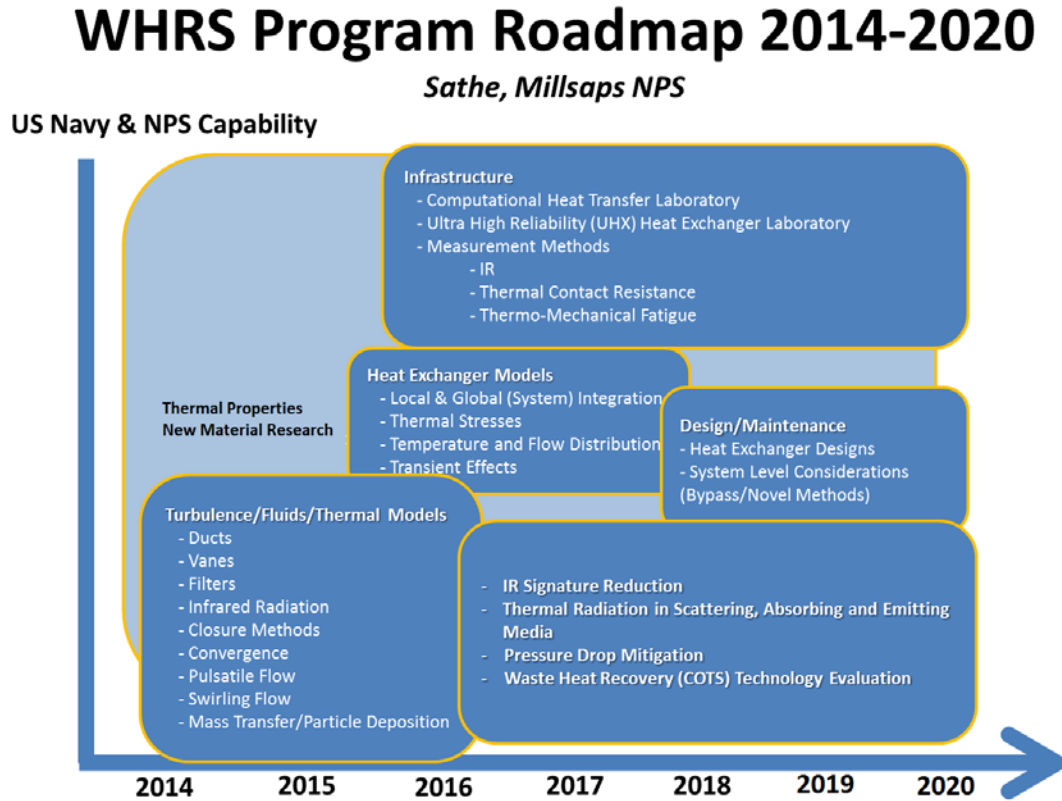 WHRS Program Roadmap 2014-2020
Sathe, Millsaps NPS
US Navy & NPS Capability
Infrastructure
- Computational Heat Transfer Laboratory
- Ultra High Reliability (UHX) Heat Exchanger Laboratory
- Measurement Methods
- IR
- Thermal Contact Resistance
- Thermo-Mechanical Fatigue
Heat Exchanger Models
- Local & Global (System) Integration
- Thermal Stresses
- Temperature and Flow Distribution
- Transient Effects
Thermal Properties
New Material Research
Design/Maintenance
- Heat Exchanger Designs
- System Level Considerations
(Bypass/Novel Methods)
Turbulence/Fluids/Thermal Models
- Ducts
- Vanes
- Filters
- Infrared Radiation
- Closure Methods
- Convergence
- Pulsatile Flow
- Swirling Flow
- Mass Transfer/Particle Deposition
- IR Signature Reduction
- Thermal Radiation in Scattering, Absorbing and Emitting
Media
- Pressure Drop Mitigation
- Waste Heat Recovery (COTS) Technology Evaluation
2014 2015 2016 2017 2018 2019 2020